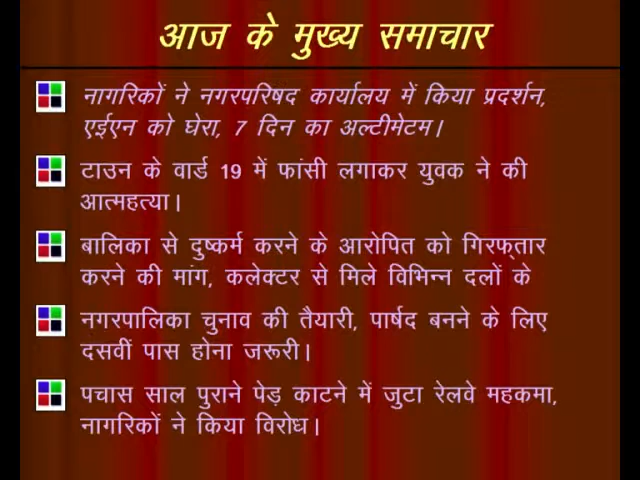 आज के मुख्य समाचार
नागरिकों ने नगरपरिषद कार्यालय में किया प्रदर्शन,
एईएन को घेरा, 7 दिन का अल्टीमेटम।
टाउन के वार्ड 19 में फांसी लगाकर युवक ने की
आत्महत्या।
बालिका से दुष्कर्म करने के आरोपित को गिरफ्तार
करने की मांग, कलेक्टर से मिले विभिन्न दलों के
नगरपालिका चुनाव की तैयारी, पार्षद बनने के लिए
दसवीं पास होना जरूरी।
पचास साल पुराने पेड़ काटने में जुटा रेलवे महकमा,
नागरिकों ने किया विरोध।